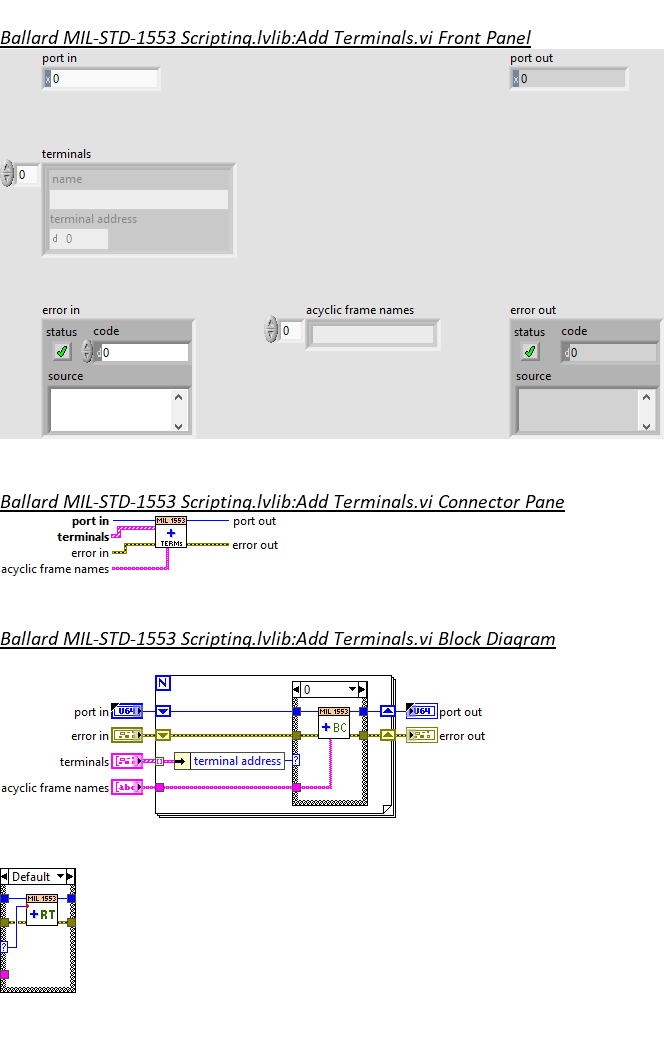 Ballard MIL-STD-1553 Scripting.lvlib:Add Terminals.vi Front Panel
port in
port out
x 0
x 0
terminals
0
name
terminal address
d 0
error in
acyclic frame names
error out
status code
0
status code
d 0
d 0
source
source
Ballard MIL-STD-1553 Scripting.lvlib:Add Terminals.vi Connector Pane
port in
MIL 1553
port out
terminals
+
error in
TERMs
error out
acyclic frame names
Ballard MIL-STD-1553 Scripting.lvlib:Add Terminals.vi Block Diagram
N
0
port in
U64
MIL 1553
U64
port out
+BC
error in
error out
terminals
terminal address
?
acyclic frame names
[abc]
Default
MIL 1553
+RT
?